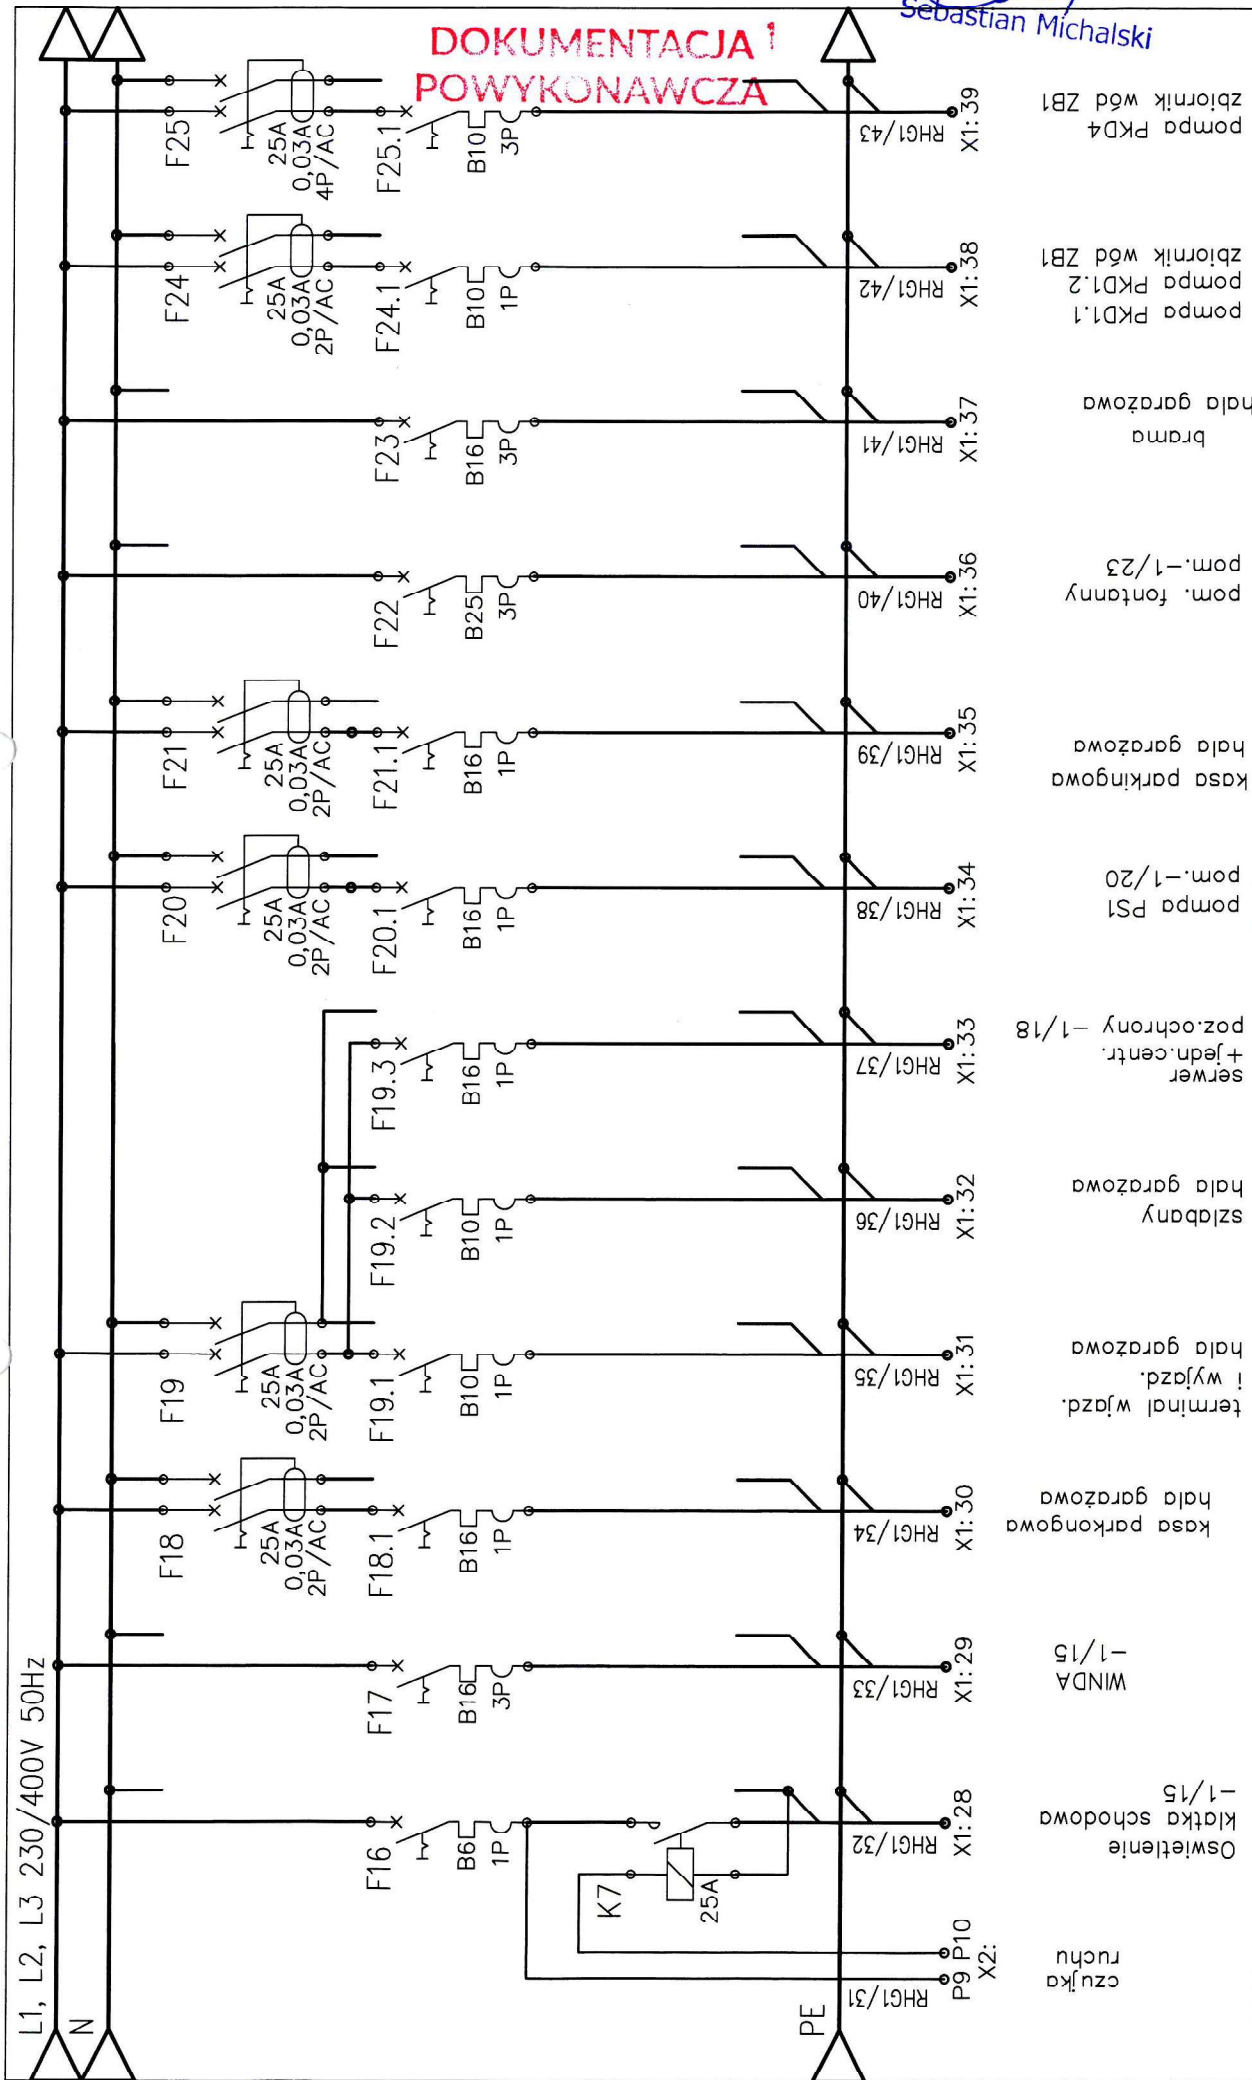 Sebastian Michalski
DOKUMENTACJA
POWYKONAWCZA
L1, L2, L3 230/400V 50Hz
N
PE
czujka
ruchu
RHG1/31
P9 P10
X2:
F16
B6
1P
K7
25A
RHG1/32
X1:28
Oswietlenie
klatka schodowa
-1/15
F17
B16
3P
RHG1/33
X1:29
WINDA
-1/15
F18
25A
0,03A
2P/AC
F18.1
B16
1P
RHG1/34
X1:30
kasa parkongowa
hala garażowa
F19
25A
0,03A
2P/AC
F19.1
B10
1P
RHG1/35
X1:31
terminal wjazd.
i wyjazd.
hala garażowa
F19.2
B10
1P
RHG1/36
X1:32
szlabany
hala garażowa
F19.3
B16
1P
RHG1/37
X1:33
serwer
+jedn.centr.
poz.ochrony -1/18
F20
25A
0,03A
2P/AC
F20.1
B16
1P
RHG1/38
X1:34
pompa PS1
pom.-1/20
F21
25A
0,03A
2P/AC
F21.1
B16
1P
RHG1/39
X1:35
kasa parkingowa
hala garażowa
F22
B25
3P
RHG1/40
X1:36
pom. fontanny
pom.-1/23
F23
B16
3P
RHG1/41
X1:37
brama
hala garażowa
F24
25A
0,03A
2P/AC
F24.1
B10
1P
RHG1/42
X1:38
pompa PKD1.1
pompa PKD1.2
zbiornik wód ZB1
F25
25A
0,03A
4P/AC
F25.1
B10
3P
RHG1/43
X1:39
pompa PKD4
zbiornik wód ZB1